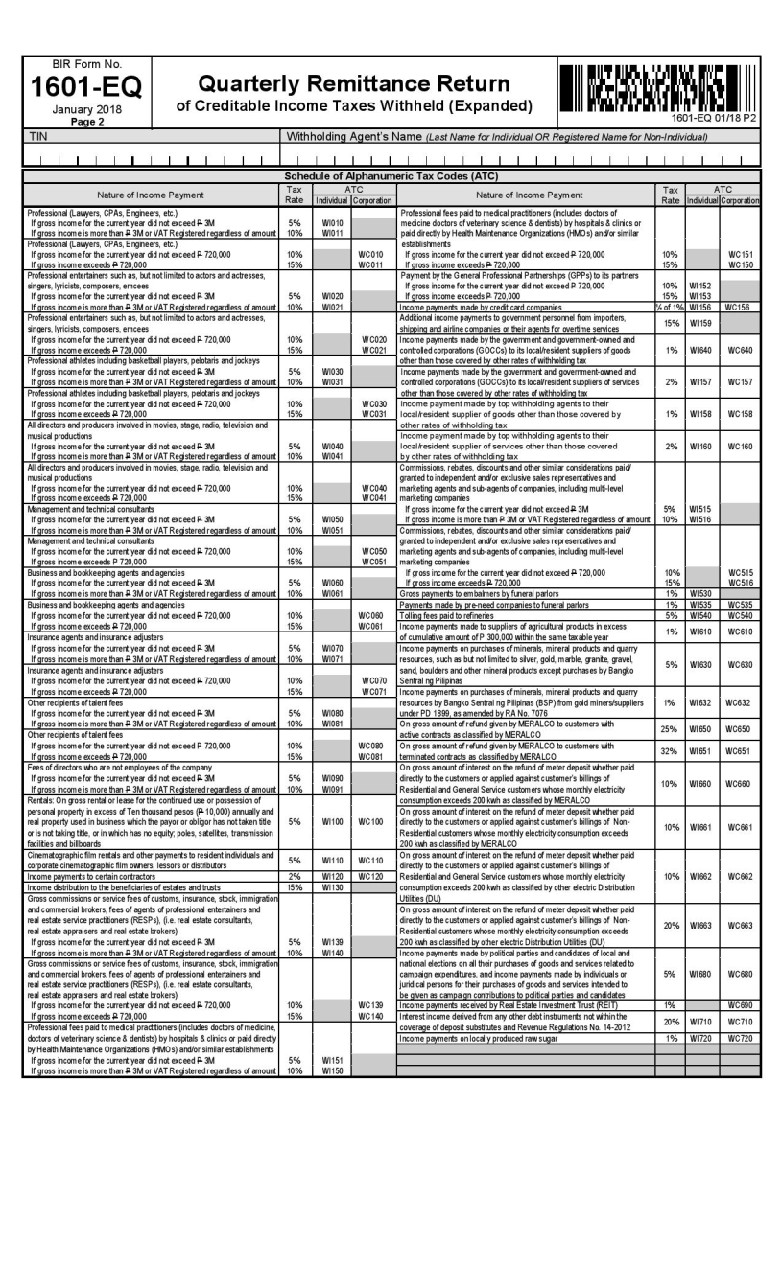 BIR Form No.
1601-EQ
January 2018
Page 2
Quarterly Remittance Return
of Creditable Income Taxes Withheld (Expanded)
1601-EQ 01/18 P2
TIN
Withholding Agent's Name (Last Name for Individual OR Registered Name for Non-Individual)
Schedule of Alphanumeric Tax Codes (ATC)
Nature of Income Payment
Tax Rate
ATC
Individual Corporation
Professional (Lawyers, CPAs, Engineers, etc.)
If gross income for the current year did not exceed ₱ 3M 5% WI010
If gross income is more than ₱ 3M or VAT Registered regardless of amount 10% WI011
Professional (Lawyers, CPAs, Engineers, etc.)
If gross income for the current year did not exceed ₱ 720,000 10% WC010
If gross income exceeds ₱ 720,000 15% WC011
Professional entertainers such as, but not limited to actors and actresses,
singers, lyricists, composers, emcees
If gross income for the current year did not exceed ₱ 3M 5% WI020
If gross income is more than ₱ 3M or VAT Registered regardless of amount 10% WI021
Professional entertainers such as, but not limited to actors and actresses,
singers, lyricists, composers, emcees
If gross income for the current year did not exceed ₱ 720,000 10% WC020
If gross income exceeds ₱ 720,000 15% WC021
Professional athletes including basketball players, pelotaris and jockeys
If gross income for the current year did not exceed ₱ 3M 5% WI030
If gross income is more than ₱ 3M or VAT Registered regardless of amount 10% WI031
Professional athletes including basketball players, pelotaris and jockeys
If gross income for the current year did not exceed ₱ 720,000 10% WC030
If gross income exceeds ₱ 720,000 15% WC031
All directors and producers involved in movies, stage, radio, television and
musical productions
If gross income for the current year did not exceed ₱ 3M 5% WI040
If gross income is more than ₱ 3M or VAT Registered regardless of amount 10% WI041
All directors and producers involved in movies, stage, radio, television and
musical productions
If gross income for the current year did not exceed ₱ 720,000 10% WC040
If gross income exceeds ₱ 720,000 15% WC041
Management and technical consultants
If gross income for the current year did not exceed ₱ 3M 5% WI050
If gross income is more than ₱ 3M or VAT Registered regardless of amount 10% WI051
Management and technical consultants
If gross income for the current year did not exceed ₱ 720,000 10% WC050
If gross income exceeds ₱ 720,000 15% WC051
Business and bookkeeping agents and agencies
If gross income for the current year did not exceed ₱ 3M 5% WI060
If gross income is more than ₱ 3M or VAT Registered regardless of amount 10% WI061
Business and bookkeeping agents and agencies
If gross income for the current year did not exceed ₱ 720,000 10% WC060
If gross income exceeds ₱ 720,000 15% WC061
Insurance agents and insurance adjusters
If gross income for the current year did not exceed ₱ 3M 5% WI070
If gross income is more than ₱ 3M or VAT Registered regardless of amount 10% WI071
Insurance agents and insurance adjusters
If gross income for the current year did not exceed ₱ 720,000 10% WC070
If gross income exceeds ₱ 720,000 15% WC071
Other recipients of talent fees
If gross income for the current year did not exceed ₱ 3M 5% WI080
If gross income is more than ₱ 3M or VAT Registered regardless of amount 10% WI081
Other recipients of talent fees
If gross income for the current year did not exceed ₱ 720,000 10% WC080
If gross income exceeds ₱ 720,000 15% WC081
Fees of directors who are not employees of the company
If gross income for the current year did not exceed ₱ 3M 5% WI090
If gross income is more than ₱ 3M or VAT Registered regardless of amount 10% WI091
Rentals: On gross rental or lease for the continued use or possession of
personal property in excess of Ten thousand pesos (₱ 10,000) annually and
real property used in business which the payor or obligor has not taken title 5% WI100 WC100
or is not taking title, or in which has no equity; poles, satellites, transmission
facilities and billboards
Cinematographic film rentals and other payments to resident individuals and
corporate cinematographic film owners, lessors or distributors 5% WI110 WC110
Income payments to certain contractors 2% WI120 WC120
Income distribution to the beneficiaries of estates and trusts 15% WI130
Gross commissions or service fees of customs, insurance, stock, immigration
and commercial brokers, fees of agents of professional entertainers and
real estate service practitioners (RESPs), (i.e. real estate consultants,
real estate appraisers and real estate brokers)
If gross income for the current year did not exceed ₱ 3M 5% WI139
If gross income is more than ₱ 3M or VAT Registered regardless of amount 10% WI140
Gross commissions or service fees of customs, insurance, stock, immigration
and commercial brokers, fees of agents of professional entertainers and
real estate service practitioners (RESPs), (i.e. real estate consultants,
real estate appraisers and real estate brokers)
If gross income for the current year did not exceed ₱ 720,000 10% WC139
If gross income exceeds ₱ 720,000 15% WC140
Professional fees paid to medical practitioners (includes doctors of medicine,
doctors of veterinary science & dentists) by hospitals & clinics or paid directly
by Health Maintenance Organizations (HMOs) and/or similar establishments
If gross income for the current year did not exceed ₱ 3M 5% WI151
If gross income is more than ₱ 3M or VAT Registered regardless of amount 10% WI150
Nature of Income Payment
Tax Rate
ATC
Individual Corporation
Professional fees paid to medical practitioners (includes doctors of
medicine doctors of veterinary science & dentists) by hospitals & clinics or
paid directly by Health Maintenance Organizations (HMOs) and/or similar
establishments
If gross income for the current year did not exceed ₱ 720,000 10% WC151
If gross income exceeds ₱ 720,000 15% WC150
Payment by the General Professional Partnerships (GPPs) to its partners
If gross income for the current year did not exceed ₱ 720,000 10% WI152
If gross income exceeds ₱ 720,000 15% WI153
Income payments made by credit card companies ½ of 1% WI156 WC156
Additional income payments to government personnel from importers,
shipping and airline companies or their agents for overtime services 15% WI159
Income payments made by the government and government-owned and
controlled corporations (GOCCs) to its local/resident suppliers of goods 1% WI640 WC640
other than those covered by other rates of withholding tax
Income payments made by the government and government-owned and
controlled corporations (GOCCs) to its local/resident suppliers of services 2% WI157 WC157
other than those covered by other rates of withholding tax
Income payment made by top withholding agents to their
local/resident supplier of goods other than those covered by 1% WI158 WC158
other rates of withholding tax
Income payment made by top withholding agents to their
local/resident supplier of services other than those covered 2% WI160 WC160
by other rates of withholding tax
Commissions, rebates, discounts and other similar considerations paid/
granted to independent and/or exclusive sales representatives and
marketing agents and sub-agents of companies, including multi-level
marketing companies
If gross income for the current year did not exceed ₱ 3M 5% WI515
If gross income is more than ₱ 3M or VAT Registered regardless of amount 10% WI516
Commissions, rebates, discounts and other similar considerations paid/
granted to independent and/or exclusive sales representatives and
marketing agents and sub-agents of companies, including multi-level
marketing companies
If gross income for the current year did not exceed ₱ 720,000 10% WC515
If gross income exceeds ₱ 720,000 15% WC516
Gross payments to embalmers by funeral parlors 1% WI530
Payments made by pre-need companies to funeral parlors 1% WI535 WC535
Tolling fees paid to refineries 5% WI540 WC540
Income payments made to suppliers of agricultural products in excess
of cumulative amount of P 300,000 within the same taxable year 1% WI610 WC610
Income payments on purchases of minerals, mineral products and quarry
resources, such as but not limited to silver, gold, marble, granite, gravel, 5% WI630 WC630
sand, boulders and other mineral products except purchases by Bangko
Sentral ng Pilipinas
Income payments on purchases of minerals, mineral products and quarry
resources by Bangko Sentral ng Pilipinas (BSP) from gold miners/suppliers 1% WI632 WC632
under PD 1899, as amended by RA No. 7076
On gross amount of refund given by MERALCO to customers with
active contracts as classified by MERALCO 25% WI650 WC650
On gross amount of refund given by MERALCO to customers with
terminated contracts as classified by MERALCO 32% WI651 WC651
On gross amount of interest on the refund of meter deposit whether paid
directly to the customers or applied against customer's billings of
Residential and General Service customers whose monthly electricity 10% WI660 WC660
consumption exceeds 200 kwh as classified by MERALCO
On gross amount of interest on the refund of meter deposit whether paid
directly to the customers or applied against customer's billings of Non-
Residential customers whose monthly electricity consumption exceeds 10% WI661 WC661
200 kwh as classified by MERALCO
On gross amount of interest on the refund of meter deposit whether paid
directly to the customers or applied against customer's billings of
Residential and General Service customers whose monthly electricity 10% WI662 WC662
consumption exceeds 200 kwh as classified by other electric Distribution
Utilities (DU)
On gross amount of interest on the refund of meter deposit whether paid
directly to the customers or applied against customer's billings of Non-
Residential customers whose monthly electricity consumption exceeds 20% WI663 WC663
200 kwh as classified by other electric Distribution Utilities (DU)
Income payments made by political parties and candidates of local and
national elections on all their purchases of goods and services related to
campaign expenditures, and income payments made by individuals or 5% WI680 WC680
juridical persons for their purchases of goods and services intended to
be given as campaign contributions to political parties and candidates
Income payments received by Real Estate Investment Trust (REIT) 1% WC690
Interest income derived from any other debt instruments not within the
coverage of deposit substitutes and Revenue Regulations No. 14-2012 20% WI710 WC710
Income payments on locally produced raw sugar 1% WI720 WC720